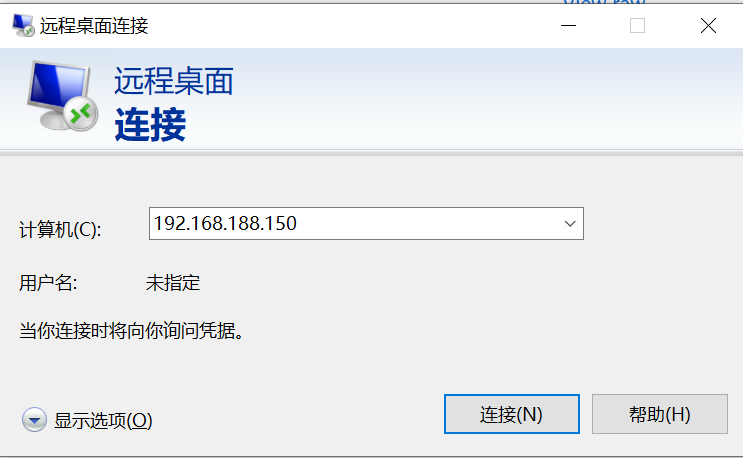 远程桌面连接
远程桌面
连接
计算机(C):
192.168.188.150
用户名:
未指定
当你连接时将向你询问凭据。
显示选项(O)
连接(N)
帮助(H)